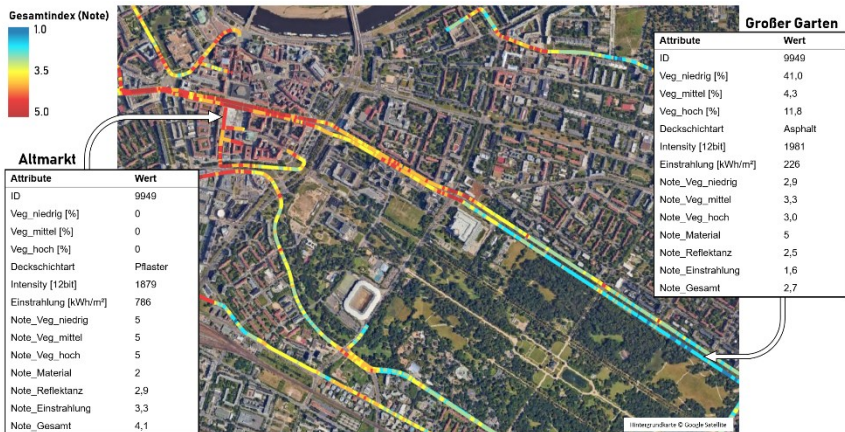 Gesamtindex (Note)
1.0
3.5
5.0
Großer Garten
Attribute Wert
ID 9949
Veg_niedrig [%] 41,0
Veg_mittel [%] 4,3
Veg_hoch [%] 11,8
Deckschichtart Asphalt
Intensity [12bit] 1981
Einstrahlung [kWh/m²] 226
Note_Veg_niedrig 2,9
Note_Veg_mittel 3,3
Note_Veg_hoch 3,0
Note_Material 5
Note_Reflektanz 2,5
Note_Einstrahlung 1,6
Note_Gesamt 2,7
Altmarkt
Attribute Wert
ID 9949
Veg_niedrig [%] 0
Veg_mittel [%] 0
Veg_hoch [%] 0
Deckschichtart Pflaster
Intensity [12bit] 1879
Einstrahlung [kWh/m²] 786
Note_Veg_niedrig 5
Note_Veg_mittel 5
Note_Veg_hoch 5
Note_Material 2
Note_Reflektanz 2,9
Note_Einstrahlung 3,3
Note_Gesamt 4,1
Hintergrundkarte © Google Satellite